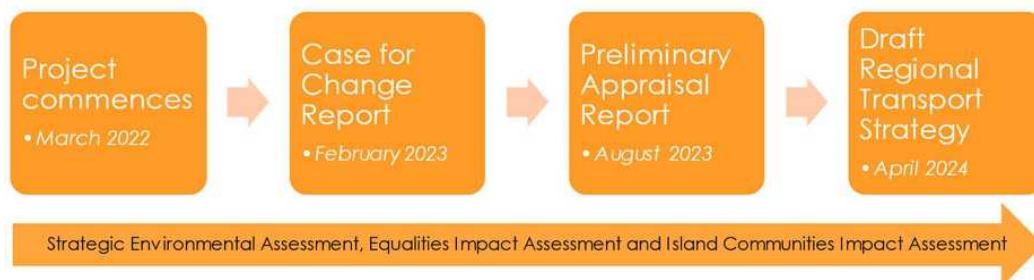 Project
commences
• March 2022
Case for
Change
Report
• February 2023
Preliminary
Appraisal
Report
• August 2023
Draft
Regional
Transport
Strategy
• April 2024
Strategic Environmental Assessment, Equalities Impact Assessment and Island Communities Impact Assessment